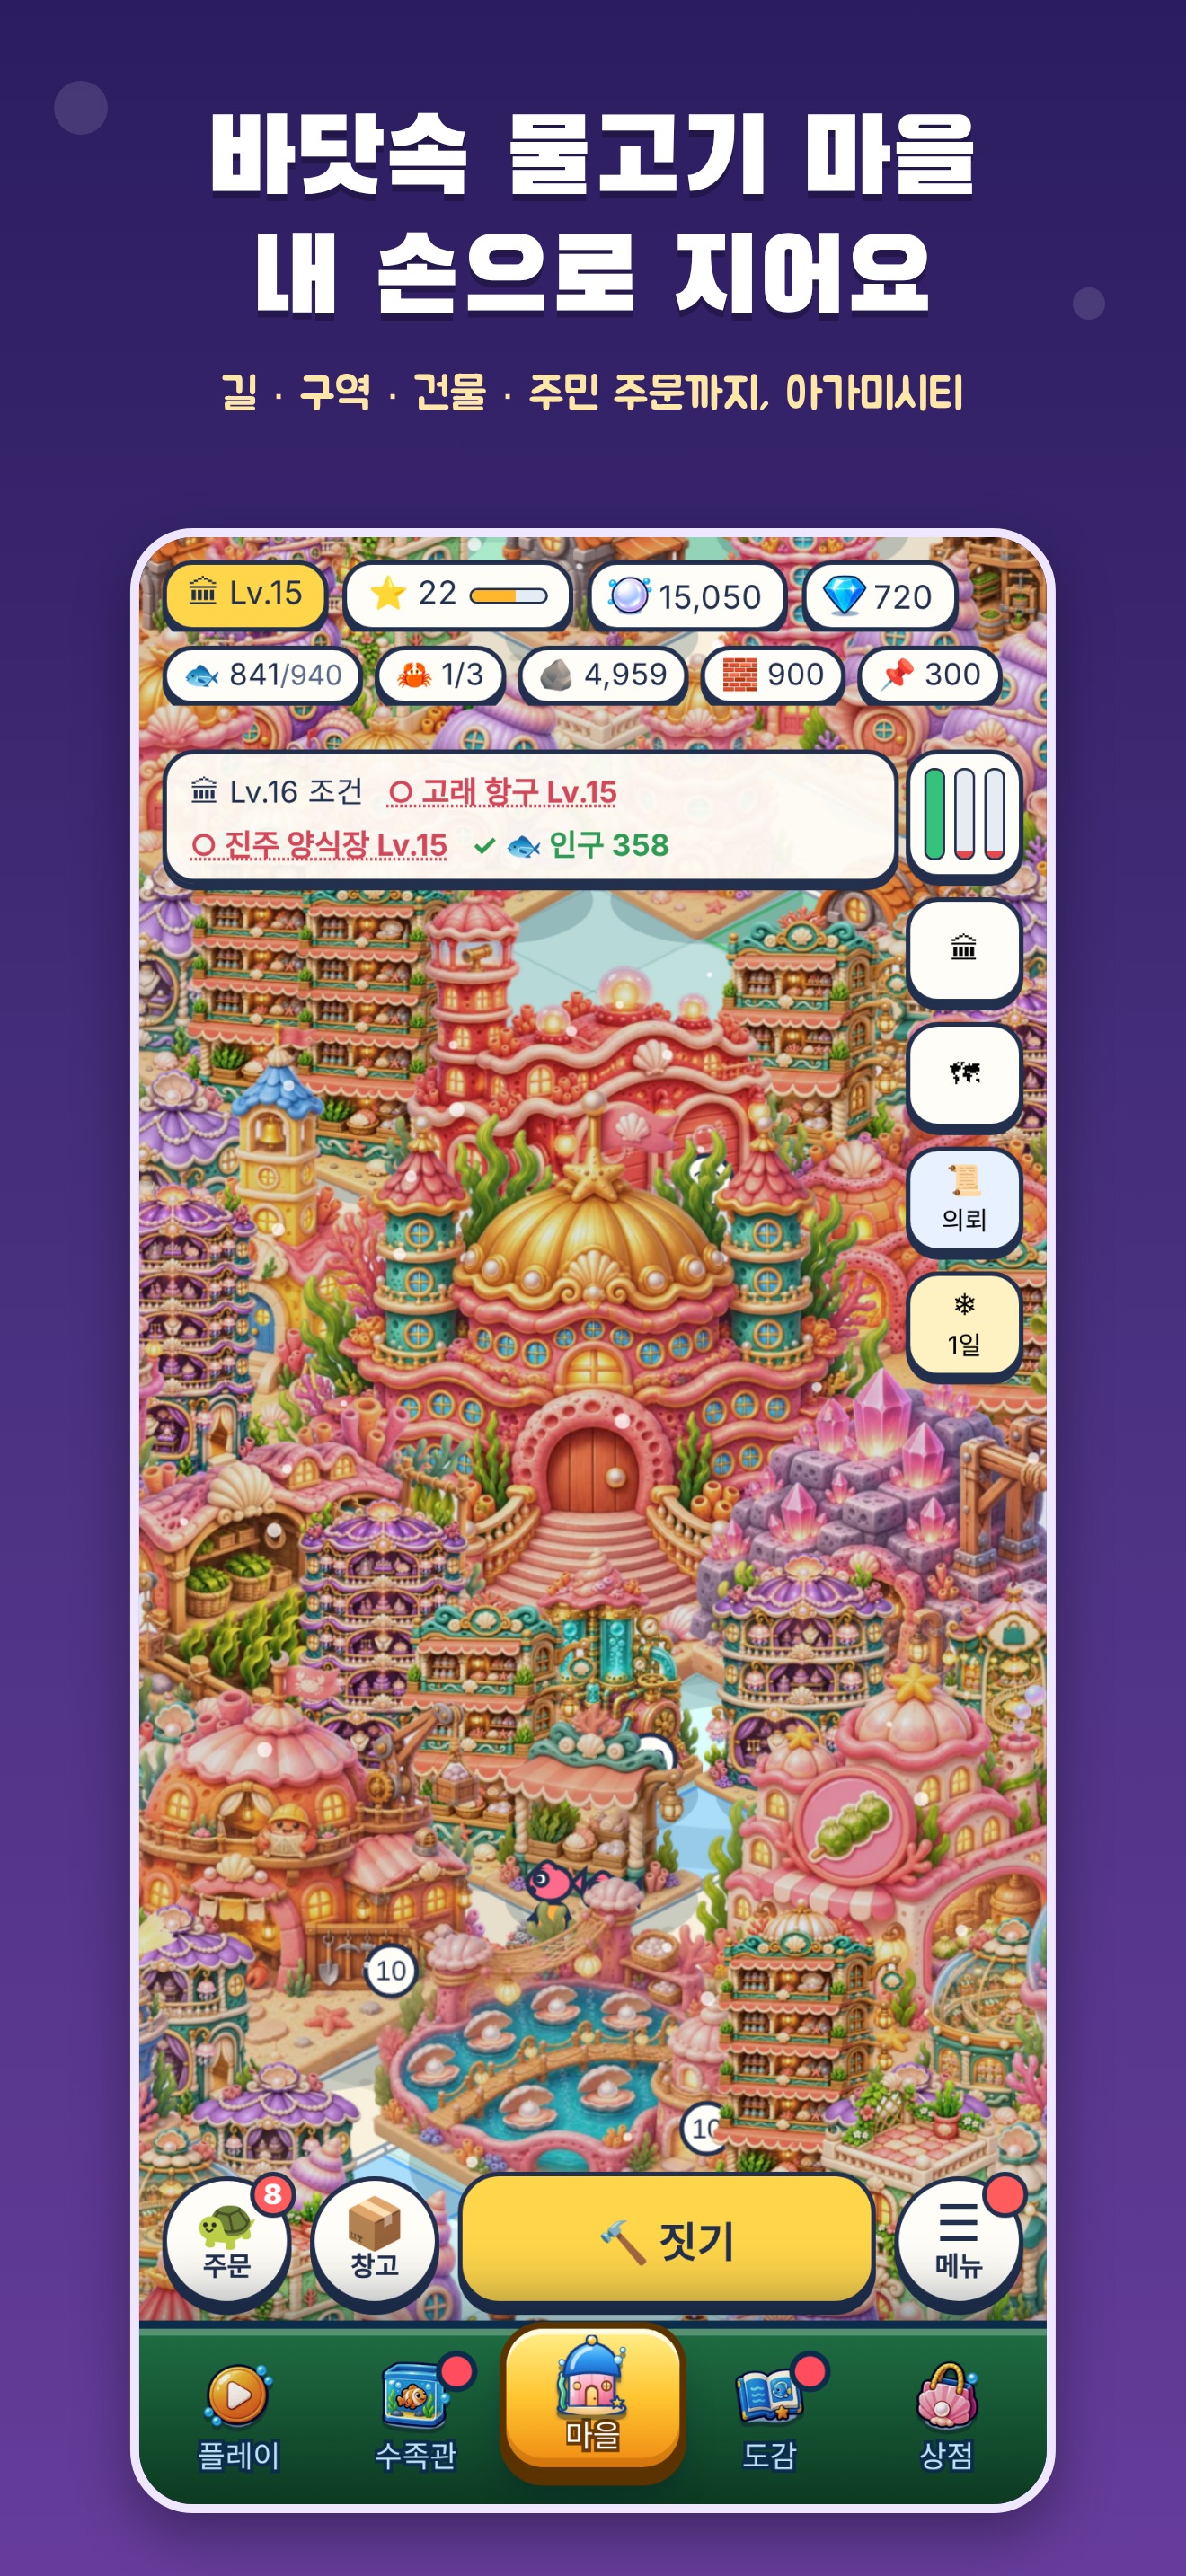 바닷속 물고기 마을
내 손으로 지어요
길 · 구역 · 건물 · 주민 주문까지, 아가미시티
Lv.15 22 15,050 720
841/940 1/3 4,959 900 300
Lv.16 조건 고래 항구 Lv.15
진주 양식장 Lv.15 인구 358
의뢰
1일
10
10
8
주문 창고 짓기 메뉴
플레이 수족관 마을 도감 상점